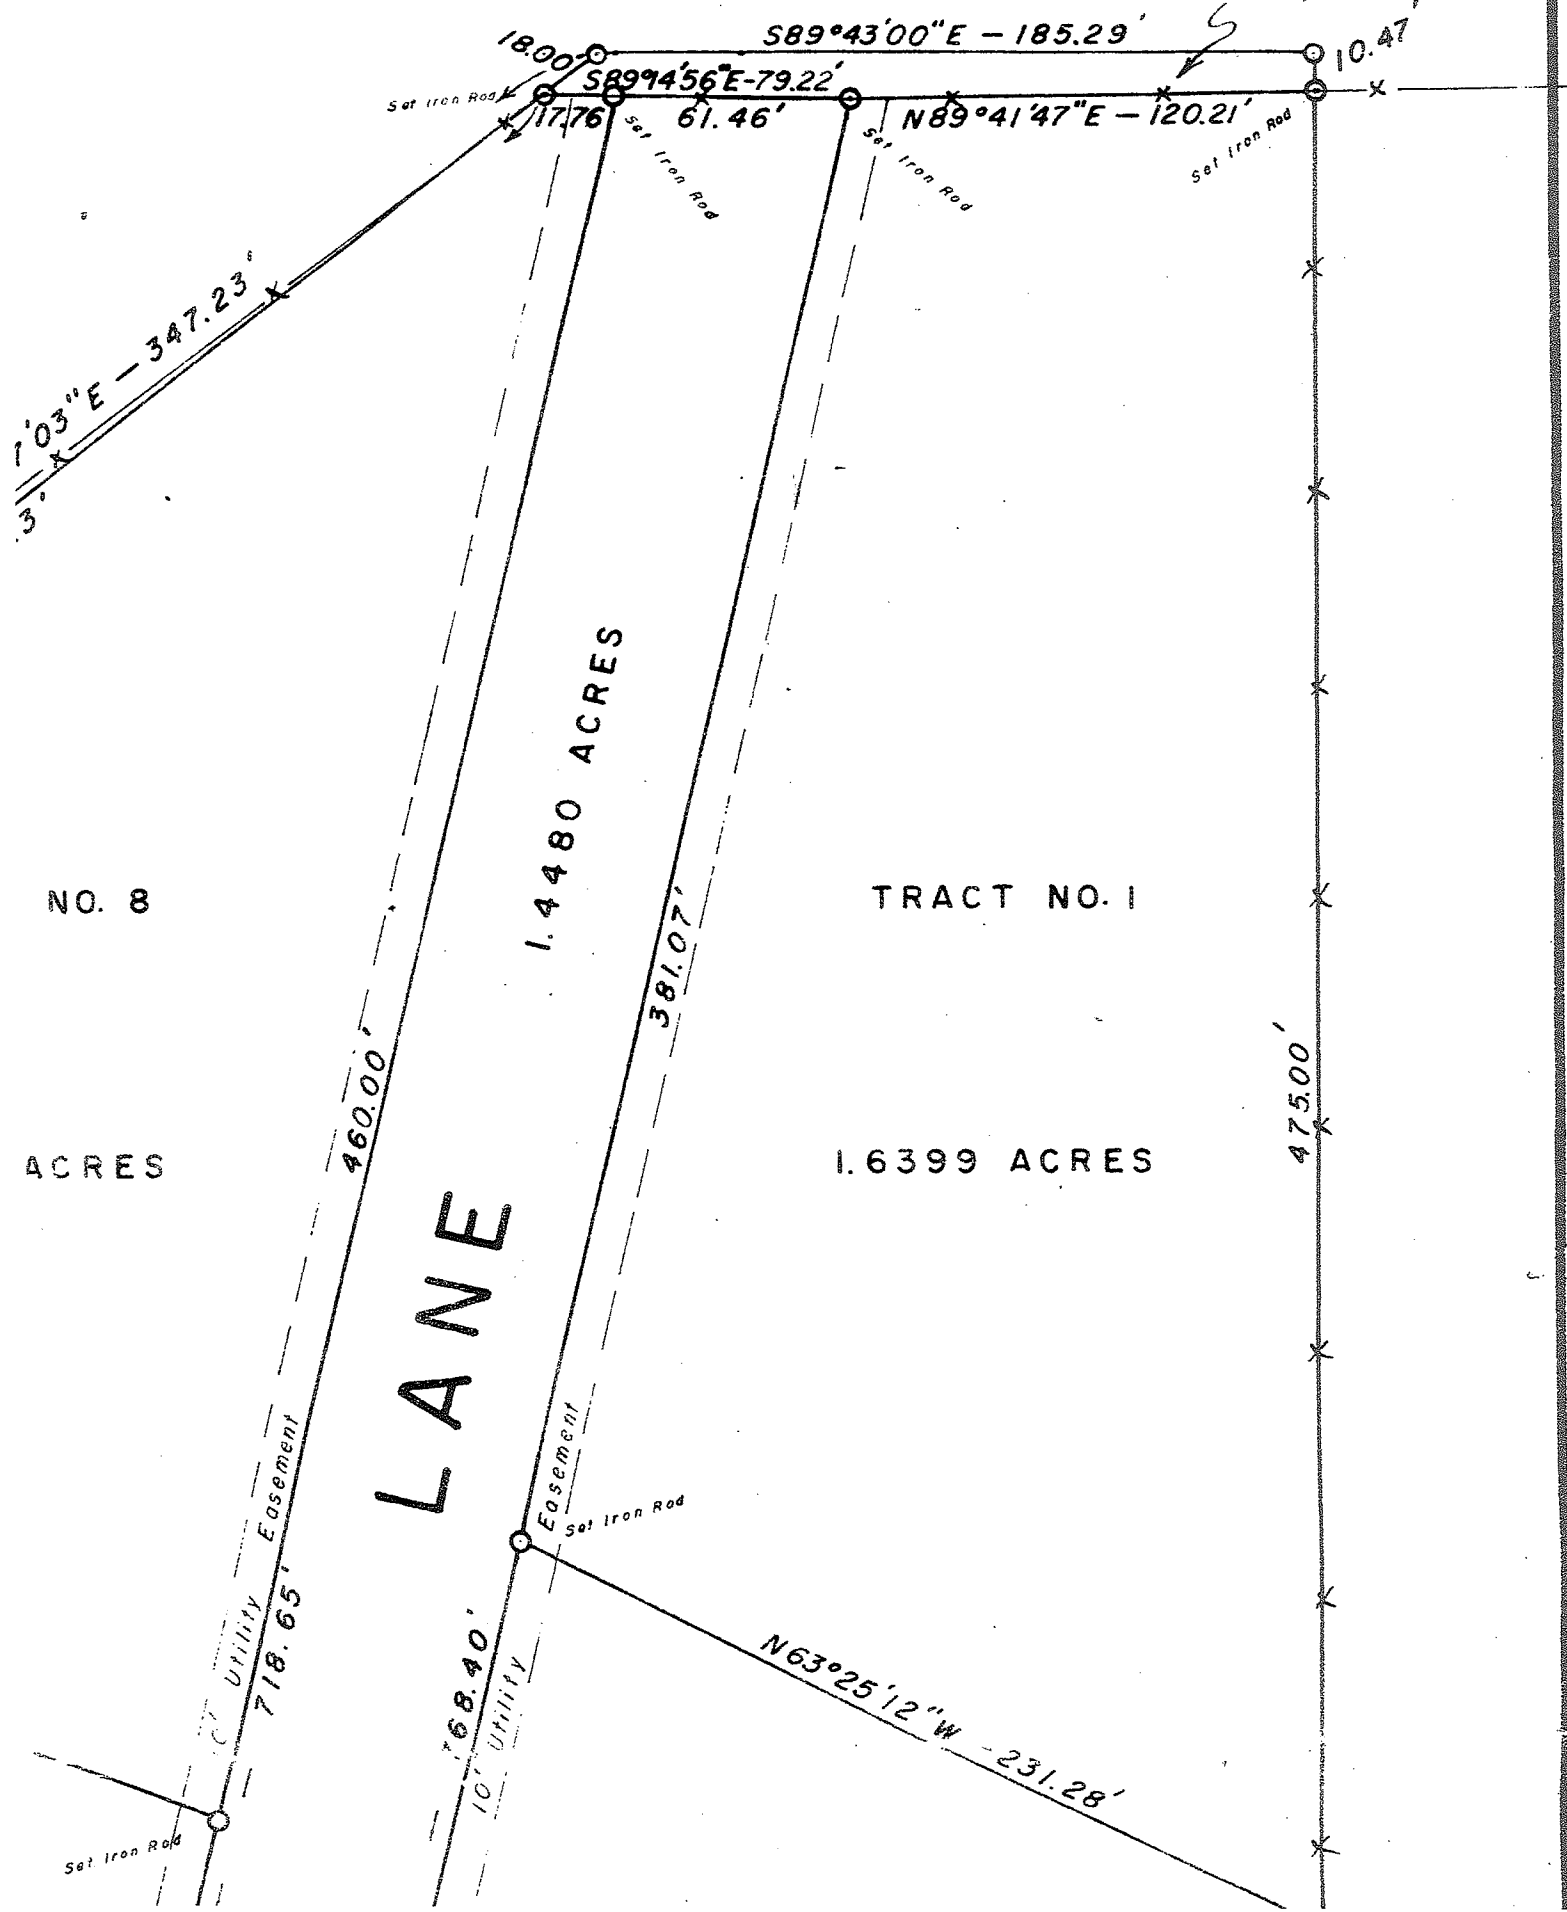 S89°43'00"E – 185.29'
18.00'
10.47'
S89°14'56"E-79.22'
Set Iron Rod
17.76
61.46'
N89°41'47"E – 120.21'
Set Iron Rod
Set Iron Rod
Set Iron Rod
'03"E – 347.23'
.3'
1.4480 ACRES
NO. 8
TRACT NO. 1
381.07'
460.00'
475.00'
ACRES
1.6399 ACRES
LANE
Utility Easement
Easement
Set Iron Rod
718.65'
68.40'
10' Utility
N63°25'12"W – 231.28'
Set Iron Rod